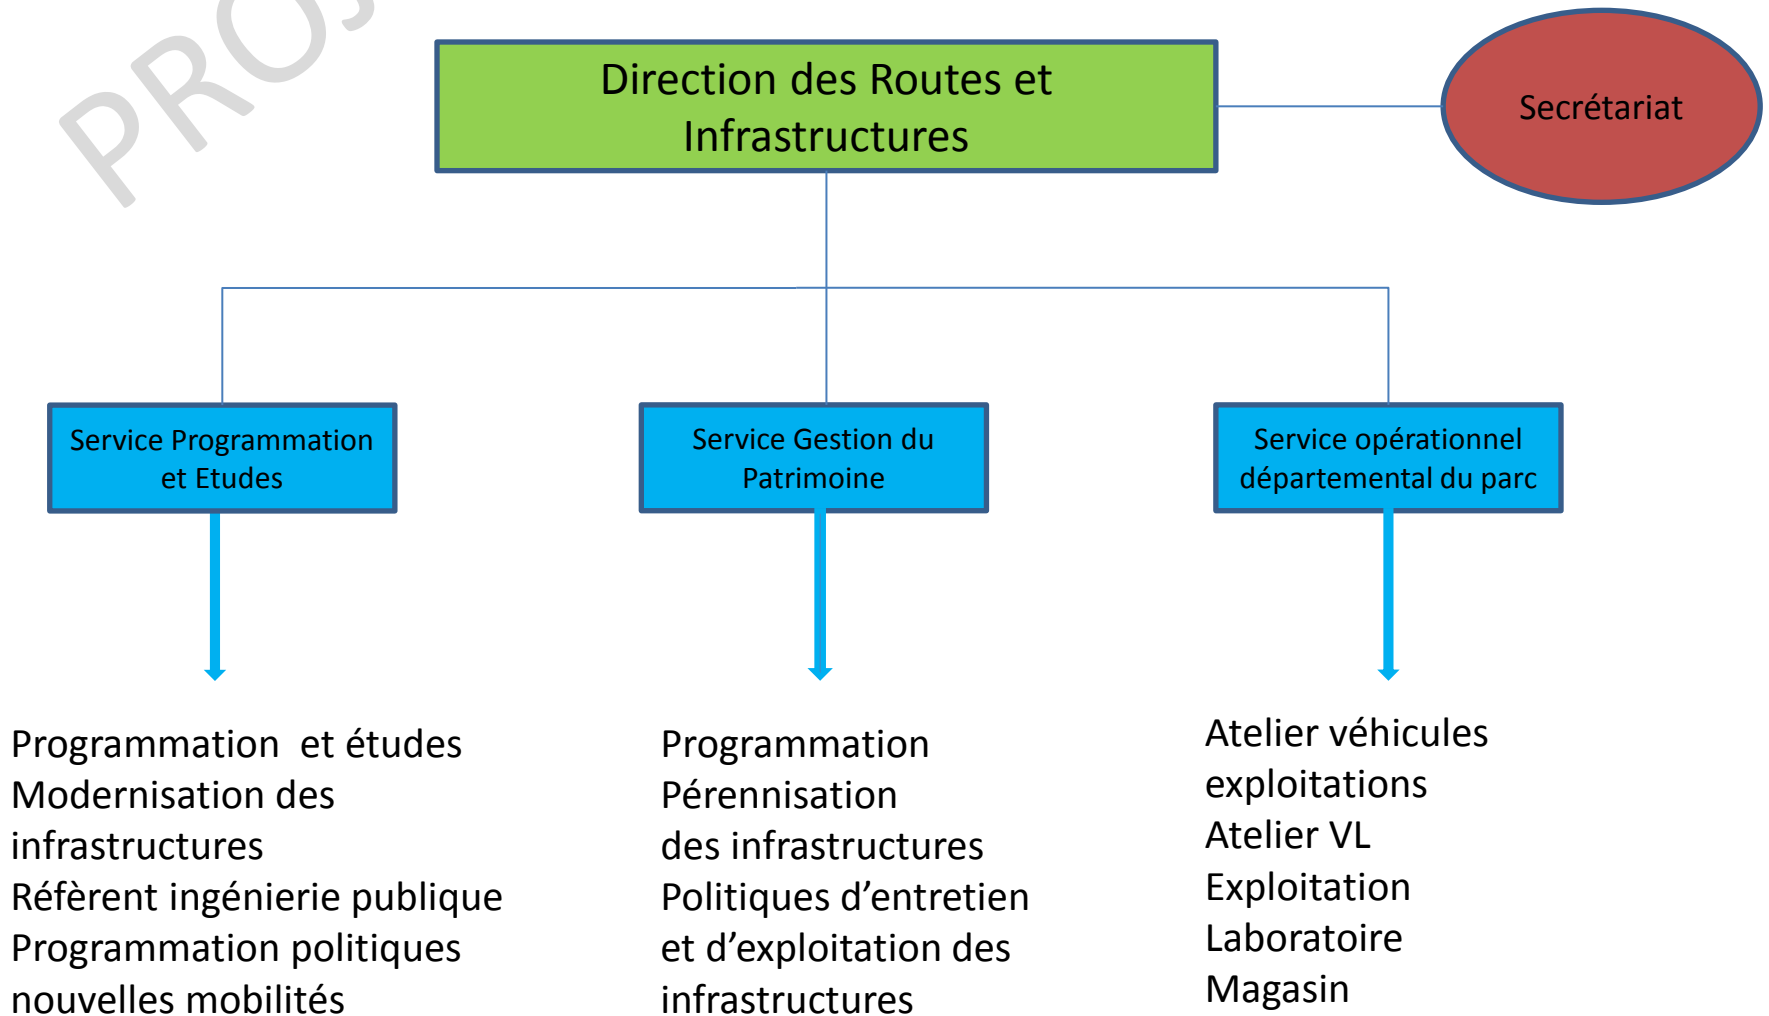 Direction des Routes et
Infrastructures
Secrétariat
Service Programmation
et Etudes
Service Gestion du
Patrimoine
Service opérationnel
départemental du parc
Programmation et études
Modernisation des
infrastructures
Réfèrent ingénierie publique
Programmation politiques
nouvelles mobilités
Programmation
Pérennisation
des infrastructures
Politiques d’entretien
et d’exploitation des
infrastructures
Atelier véhicules
exploitations
Atelier VL
Exploitation
Laboratoire
Magasin